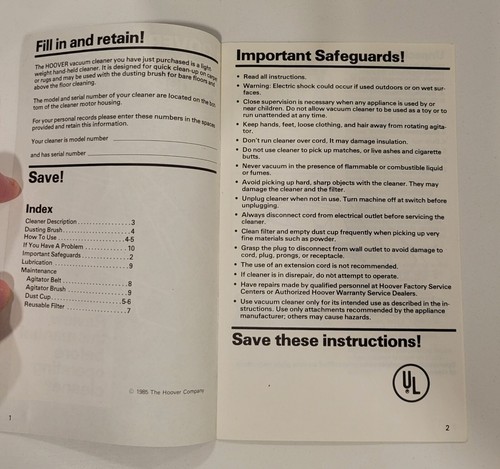 Fill in and retain!
The HOOVER vacuum cleaner you have just purchased is a light-
weight hand-held cleaner. It is designed for quick clean-up on carpet
or rugs and may be used with the dusting brush for bare floors and
above the floor cleaning.
The model and serial number of your cleaner are located on the bot-
tom of the cleaner motor housing.
For your personal records please enter these numbers in the spaces
provided and retain this information.
Your cleaner is model number
and has serial number
Save!
Index
Cleaner Description . . . . . . . . . . . . . 3
Dusting Brush . . . . . . . . . . . . . . . . . 4
How To Use . . . . . . . . . . . . . . . . . 4-5
If You Have A Problem . . . . . . . . . . . 10
Important Safeguards . . . . . . . . . . . . 2
Lubrication . . . . . . . . . . . . . . . . . . . 9
Maintenance
Agitator Belt . . . . . . . . . . . . . . . . . 8
Agitator Brush . . . . . . . . . . . . . . . . 9
Dust Cup . . . . . . . . . . . . . . . . . . 5-6
Reusable Filter . . . . . . . . . . . . . . . 7
© 1985 The Hoover Company
1
Important Safeguards!
• Read all instructions.
• Warning: Electric shock could occur if used outdoors or on wet sur-
faces.
• Close supervision is necessary when any appliance is used by or
near children. Do not allow vacuum cleaner to be used as a toy or to
run unattended at any time.
• Keep hands, feet, loose clothing, and hair away from rotating agita-
tor.
• Don't run cleaner over cord. It may damage insulation.
• Do not use cleaner to pick up matches, or live ashes and cigarette
butts.
• Never vacuum in the presence of flammable or combustible liquid
or fumes.
• Avoid picking up hard, sharp objects with the cleaner. They may
damage the cleaner and the filter.
• Unplug cleaner when not in use. Turn machine off at switch before
unplugging.
• Always disconnect cord from electrical outlet before servicing the
cleaner.
• Clean filter and empty dust cup frequently when picking up very
fine materials such as powder.
• Grasp the plug to disconnect from wall outlet to avoid damage to
cord, plug, prongs, or receptacle.
• The use of an extension cord is not recommended.
• If cleaner is in disrepair, do not attempt to operate.
• Have repairs made by qualified personnel at Hoover Factory Service
Centers or Authorized Hoover Warranty Service Dealers.
• Use vacuum cleaner only for its intended use as described in the in-
structions. Use only attachments recommended by the appliance
manufacturer; others may cause hazards.
Save these instructions!
UL
®
2